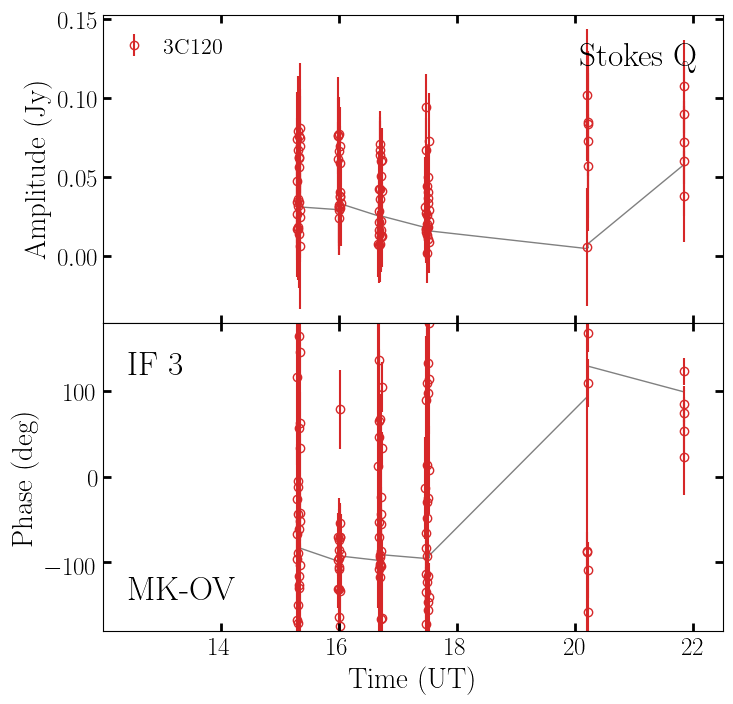 0.15
3C120
Stokes Q
0.10
0.05
0.00
Amplitude (Jy)
IF 3
100
0
−100
Phase (deg)
MK-OV
14 16 18 20 22
Time (UT)